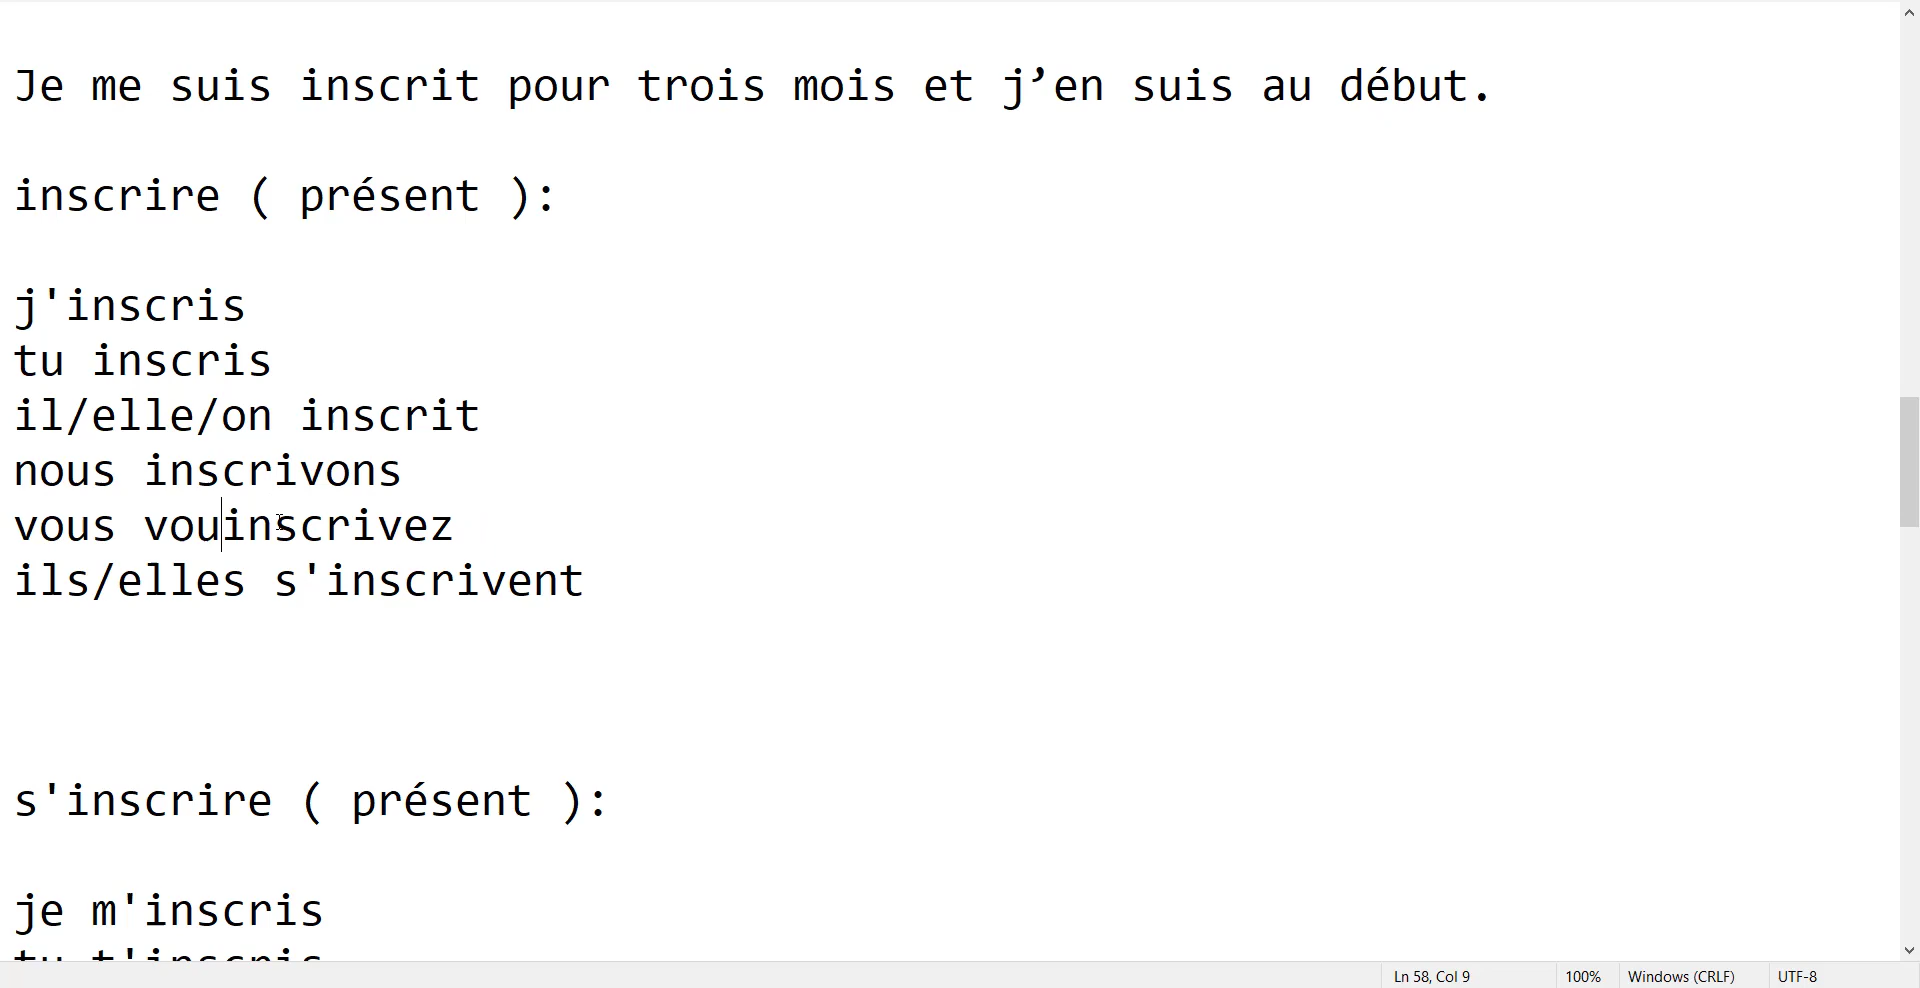 Je me suis inscrit pour trois mois et j’en suis au début.
inscrire ( présent ):
j'inscris
tu inscris
il/elle/on inscrit
nous inscrivons
vous vouinscrivez
ils/elles s'inscrivent
s'inscrire ( présent ):
je m'inscris
tu t'inscris
Ln 58, Col 9 100% Windows (CRLF) UTF-8